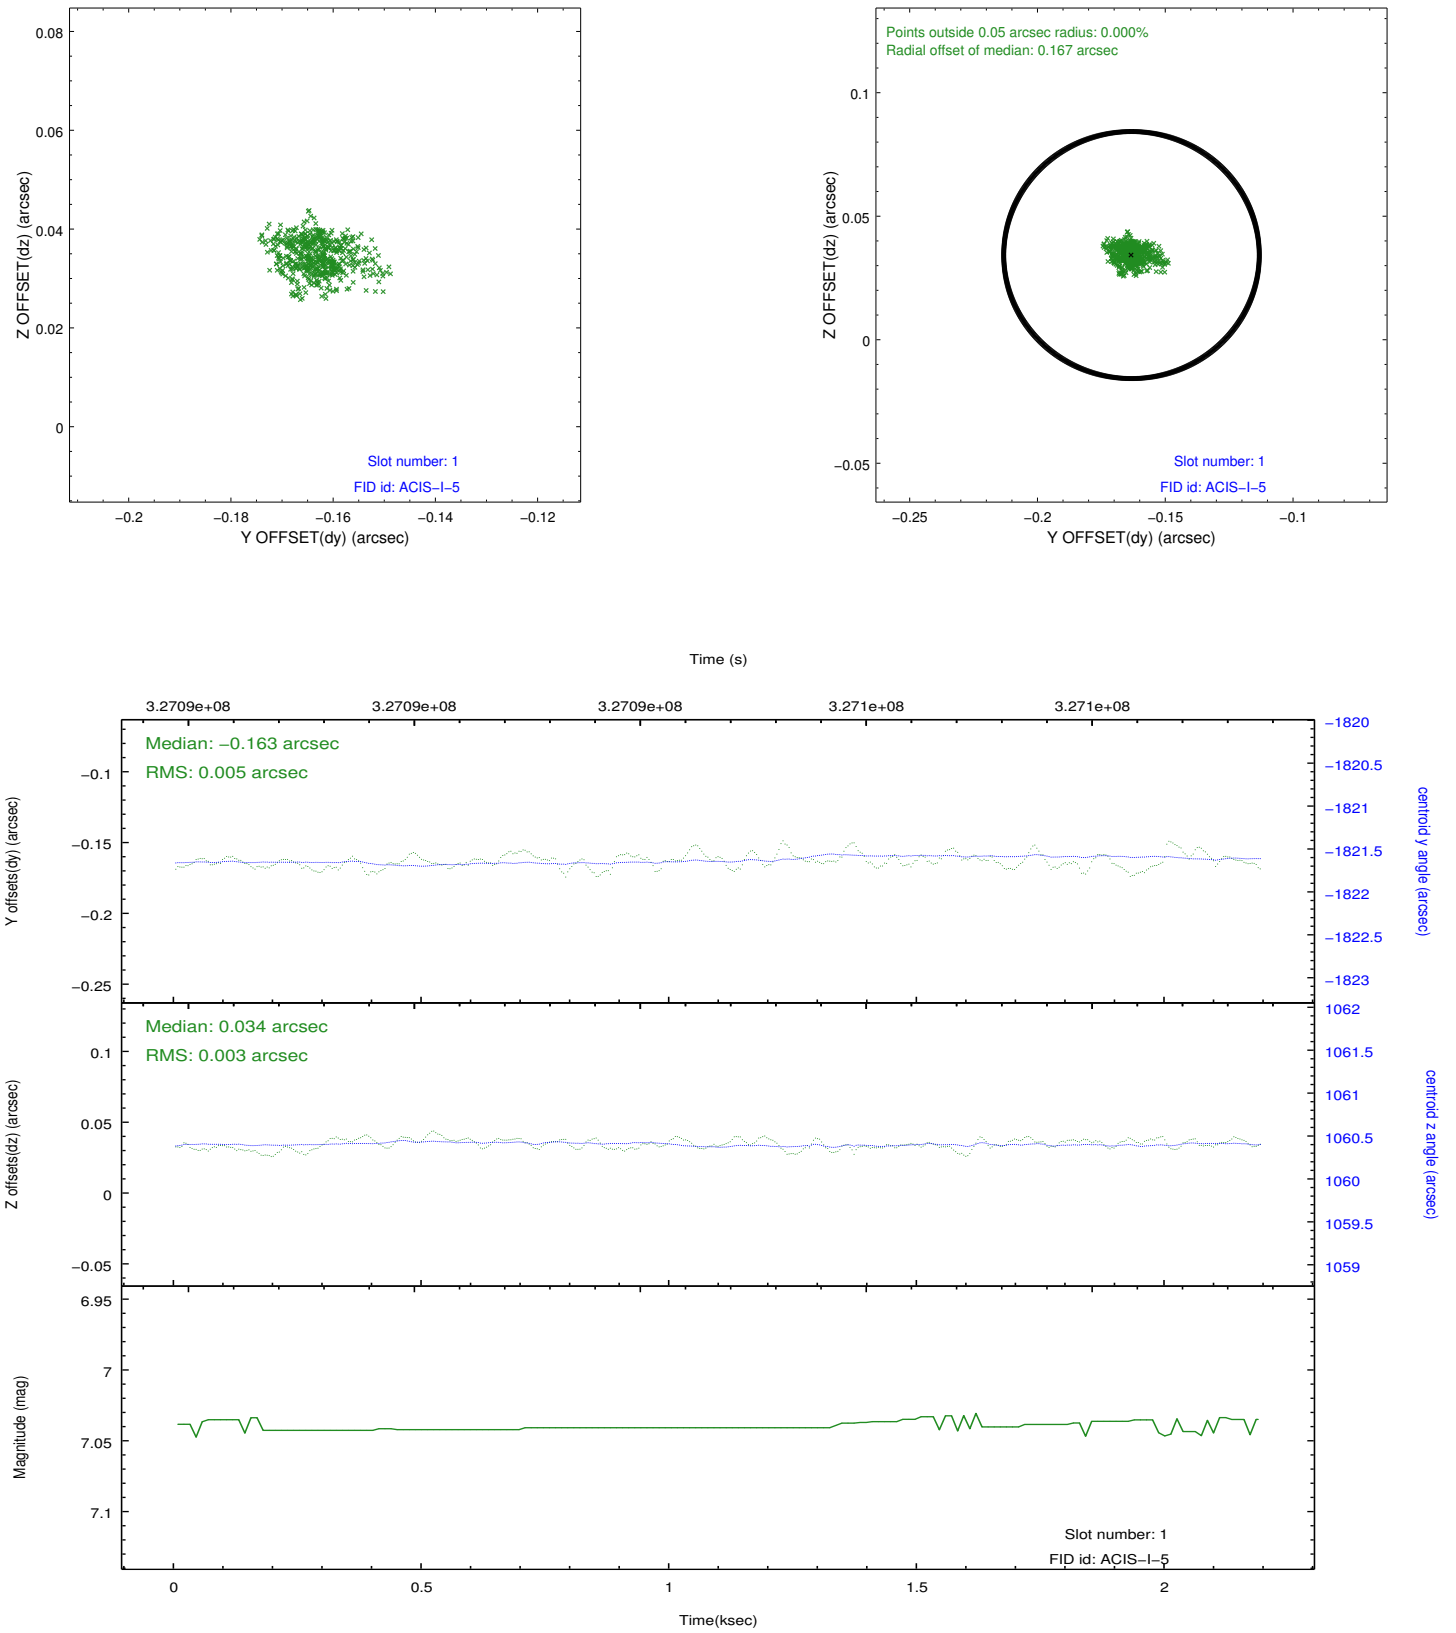 0.08
0.06
0.04
0.02
0
−0.2
−0.18
−0.16
−0.14
−0.12
Z OFFSET(dz) (arcsec)
Y OFFSET(dy) (arcsec)
Slot number: 1
FID id: ACIS−I−5
Points outside 0.05 arcsec radius: 0.000%
Radial offset of median: 0.167 arcsec
0.1
0.05
0
−0.05
−0.25
−0.2
−0.15
−0.1
Z OFFSET(dz) (arcsec)
Y OFFSET(dy) (arcsec)
Slot number: 1
FID id: ACIS−I−5
Time (s)
3.2709e+08
3.2709e+08
3.2709e+08
3.271e+08
3.271e+08
Median: −0.163 arcsec
RMS: 0.005 arcsec
−0.1
−0.15
−0.2
−0.25
Y offsets(dy) (arcsec)
−1820
−1820.5
−1821
−1821.5
−1822
−1822.5
−1823
centroid y angle (arcsec)
Median: 0.034 arcsec
RMS: 0.003 arcsec
0.1
0.05
0
−0.05
Z offsets(dz) (arcsec)
1062
1061.5
1061
1060.5
1060
1059.5
1059
centroid z angle (arcsec)
6.95
7
7.05
7.1
Magnitude (mag)
Slot number: 1
FID id: ACIS−I−5
0
0.5
1
1.5
2
Time(ksec)